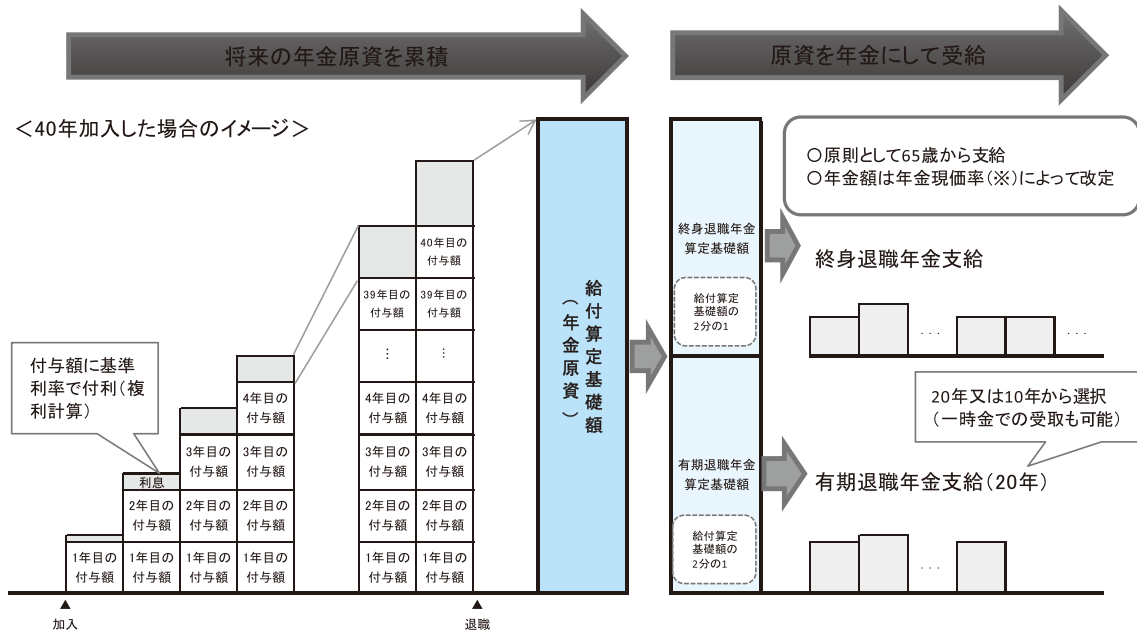 将来の年金原資を累積
原資を年金にして受給
＜40年加入した場合のイメージ＞
付与額に基準
利率で付利（複
利計算）
利息
1年目の
付与額
2年目の
付与額
1年目の
付与額
3年目の
付与額
2年目の
付与額
1年目の
付与額
4年目の
付与額
3年目の
付与額
2年目の
付与額
1年目の
付与額
39年目の
付与額
…
4年目の
付与額
3年目の
付与額
2年目の
付与額
1年目の
付与額
40年目の
付与額
39年目の
付与額
…
4年目の
付与額
3年目の
付与額
2年目の
付与額
1年目の
付与額
▲
加入
▲
退職
給付算定基礎額
（年金原資）
終身退職年金
算定基礎額
給付算定
基礎額の
2分の1
有期退職年金
算定基礎額
給付算定
基礎額の
2分の1
○原則として65歳から支給
○年金額は年金現価率（※）によって改定
終身退職年金支給
... ...
20年又は10年から選択
（一時金での受取も可能）
有期退職年金支給（20年）
...